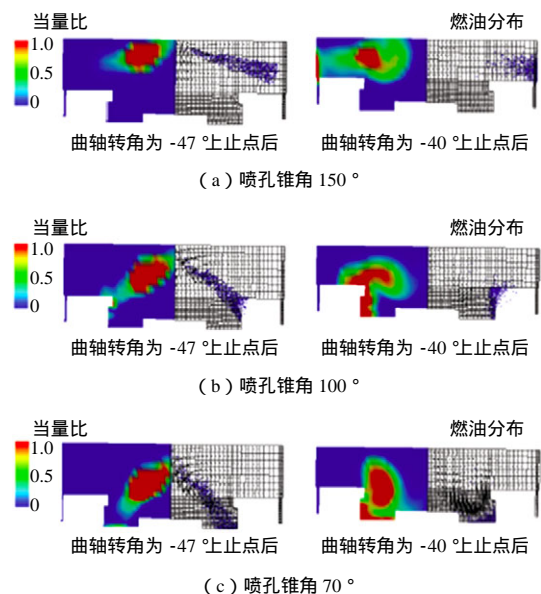 当量比 燃油分布
1.0
0.5
0
曲轴转角为 -47 °上止点后 曲轴转角为 -40 °上止点后
（a）喷孔锥角 150 °
当量比 燃油分布
1.0
0.5
0
曲轴转角为 -47 °上止点后 曲轴转角为 -40 °上止点后
（b）喷孔锥角 100 °
当量比 燃油分布
1.0
0.5
0
曲轴转角为 -47 °上止点后 曲轴转角为 -40 °上止点后
（c）喷孔锥角 70 °